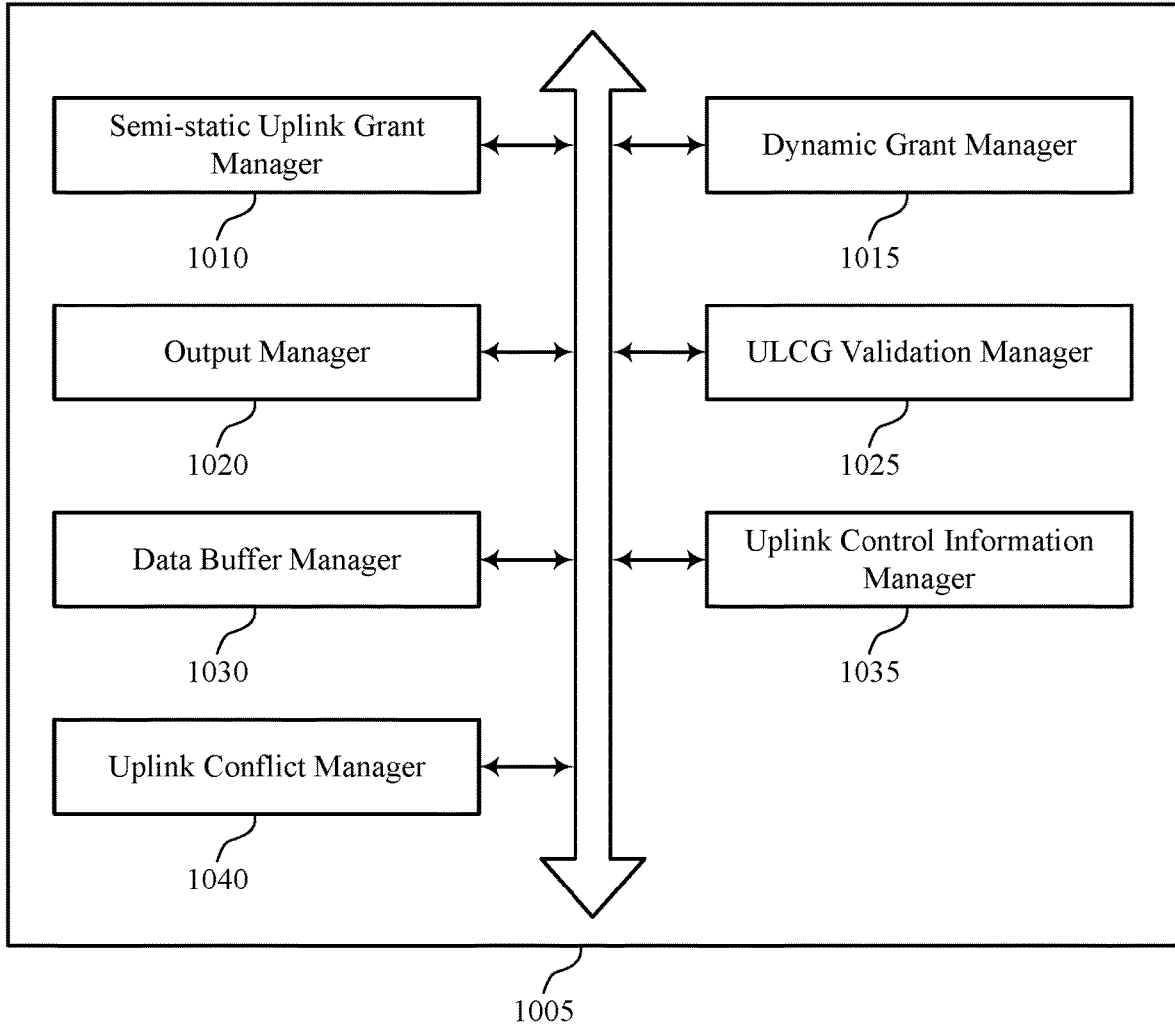 Semi-static Uplink Grant
Manager
1010
Dynamic Grant Manager
1015
Output Manager
1020
ULCG Validation Manager
1025
Data Buffer Manager
1030
Uplink Control Information
Manager
1035
Uplink Conflict Manager
1040
1005